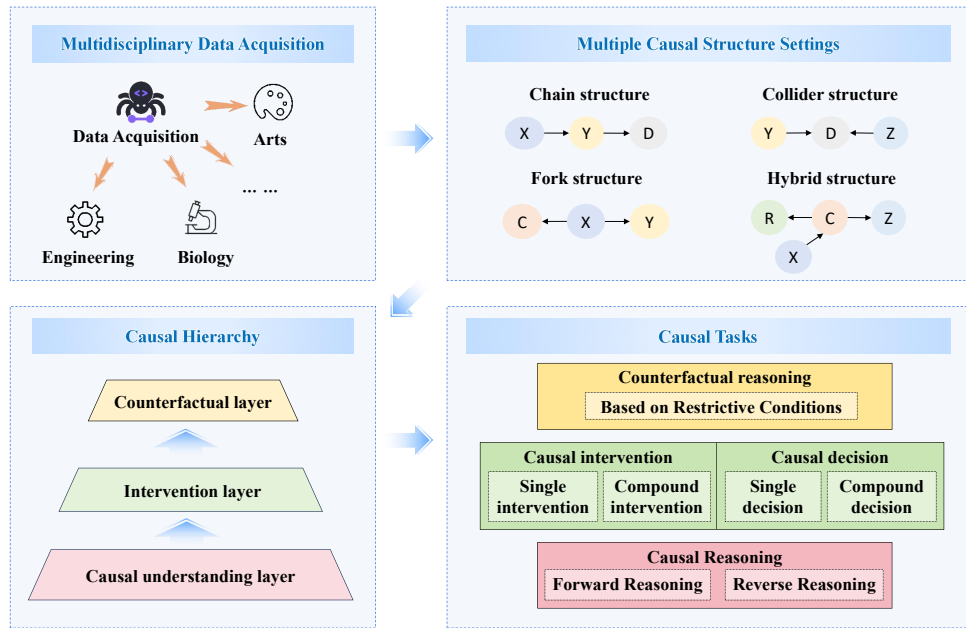 Multidisciplinary Data Acquisition
<>
Data Acquisition
Arts
... ...
Engineering
Biology
Multiple Causal Structure Settings
Chain structure
X Y D
Collider structure
Y D Z
Fork structure
C X Y
Hybrid structure
R C Z
X
Causal Hierarchy
Counterfactual layer
Intervention layer
Causal understanding layer
Causal Tasks
Counterfactual reasoning
Based on Restrictive Conditions
Causal intervention
Single
intervention
Compound
intervention
Causal decision
Single
decision
Compound
decision
Causal Reasoning
Forward Reasoning
Reverse Reasoning